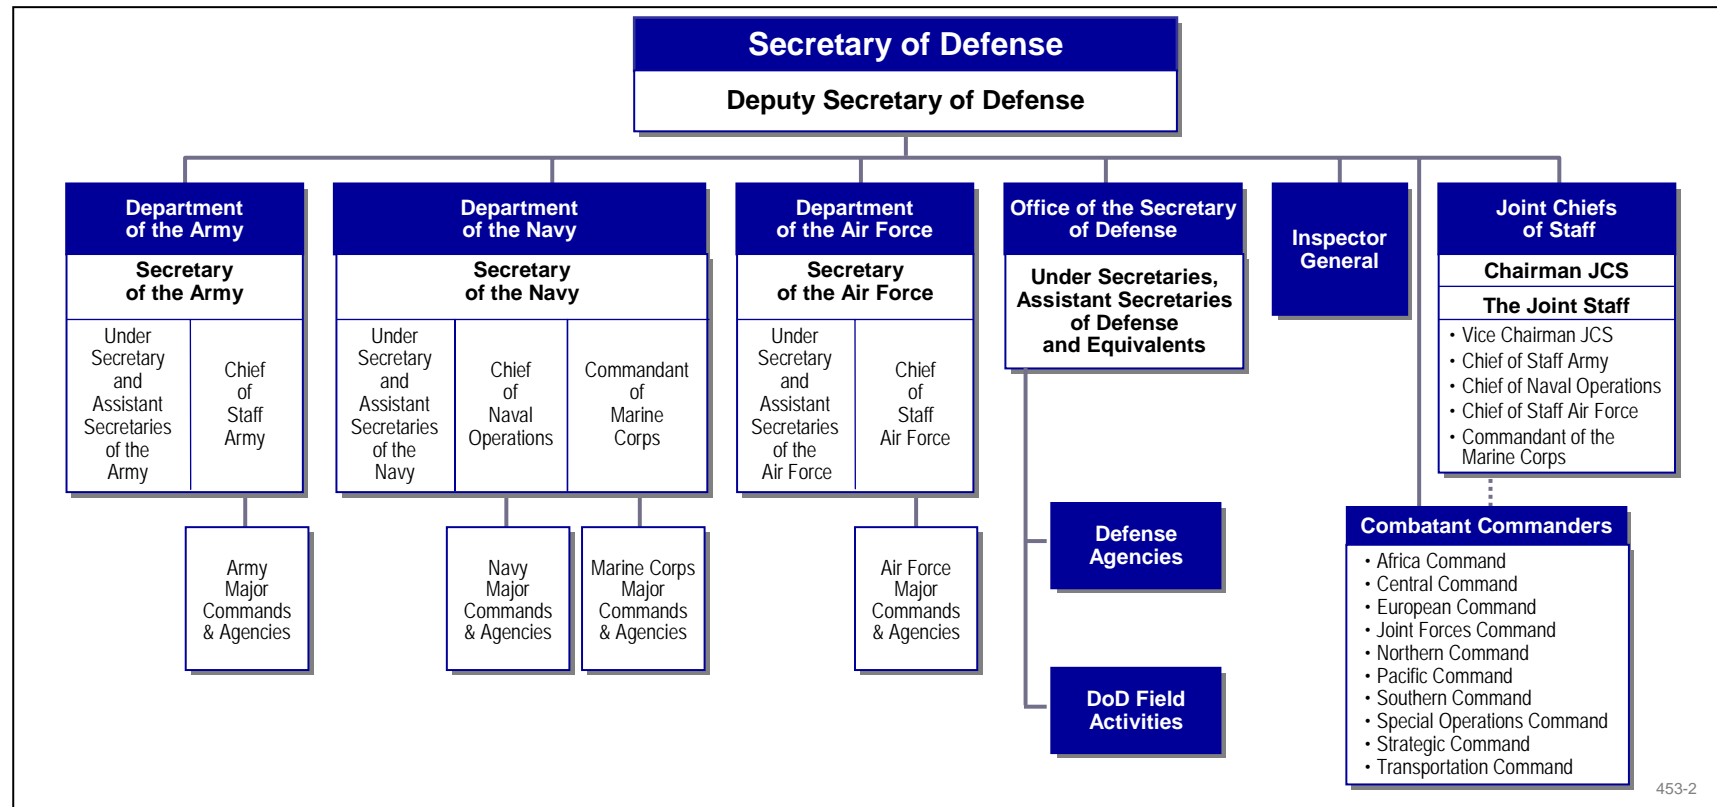 Secretary of Defense
Deputy Secretary of Defense
Department
of the Army
Secretary
of the Army
Under
Secretary
and
Assistant
Secretaries
of the
Army
Chief
of
Staff
Army
Army
Major
Commands
& Agencies
Department
of the Navy
Secretary
of the Navy
Under
Secretary
and
Assistant
Secretaries
of the
Navy
Chief
of
Naval
Operations
Commandant
of
Marine
Corps
Navy
Major
Commands
& Agencies
Marine Corps
Major
Commands
& Agencies
Department
of the Air Force
Secretary
of the Air Force
Under
Secretary
and
Assistant
Secretaries
of the
Air Force
Chief
of
Staff
Air Force
Air Force
Major
Commands
& Agencies
Office of the Secretary
of Defense
Under Secretaries,
Assistant Secretaries
of Defense
and Equivalents
Defense
Agencies
DoD Field
Activities
Inspector
General
Joint Chiefs
of Staff
Chairman JCS
The Joint Staff
• Vice Chairman JCS
• Chief of Staff Army
• Chief of Naval Operations
• Chief of Staff Air Force
• Commandant of the
Marine Corps
Combatant Commanders
• Africa Command
• Central Command
• European Command
• Joint Forces Command
• Northern Command
• Pacific Command
• Southern Command
• Special Operations Command
• Strategic Command
• Transportation Command
453-2